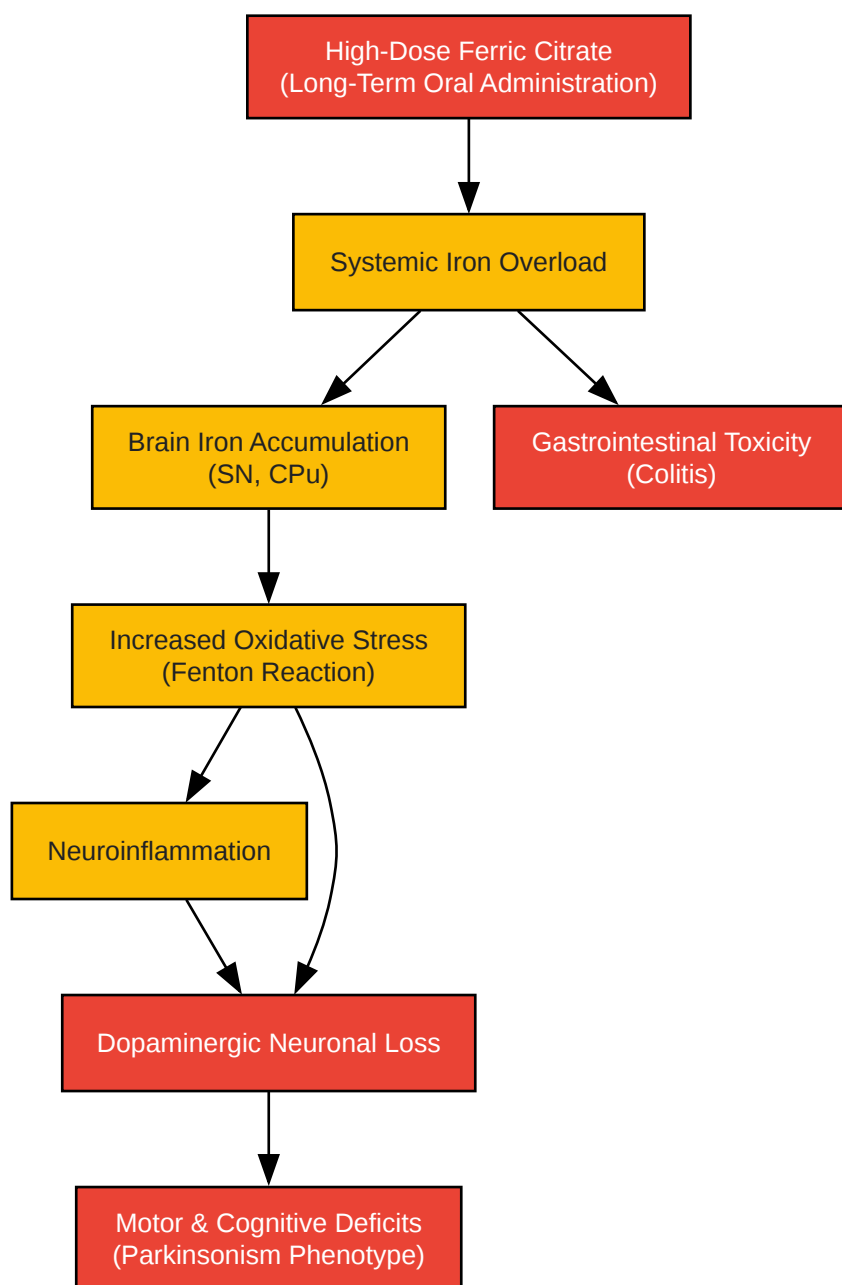 High-Dose Ferric Citrate
(Long-Term Oral Administration)
Systemic Iron Overload
Brain Iron Accumulation
(SN, CPu)
Gastrointestinal Toxicity
(Colitis)
Increased Oxidative Stress
(Fenton Reaction)
Neuroinflammation
Dopaminergic Neuronal Loss
Motor & Cognitive Deficits
(Parkinsonism Phenotype)